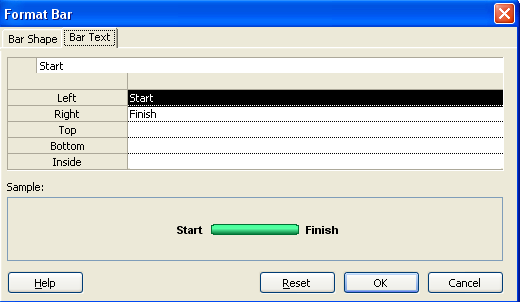 Format Bar
Bar Shape Bar Text
Start
Left Start
Right Finish
Top
Bottom
Inside
Sample:
Start Finish
Help Reset OK Cancel